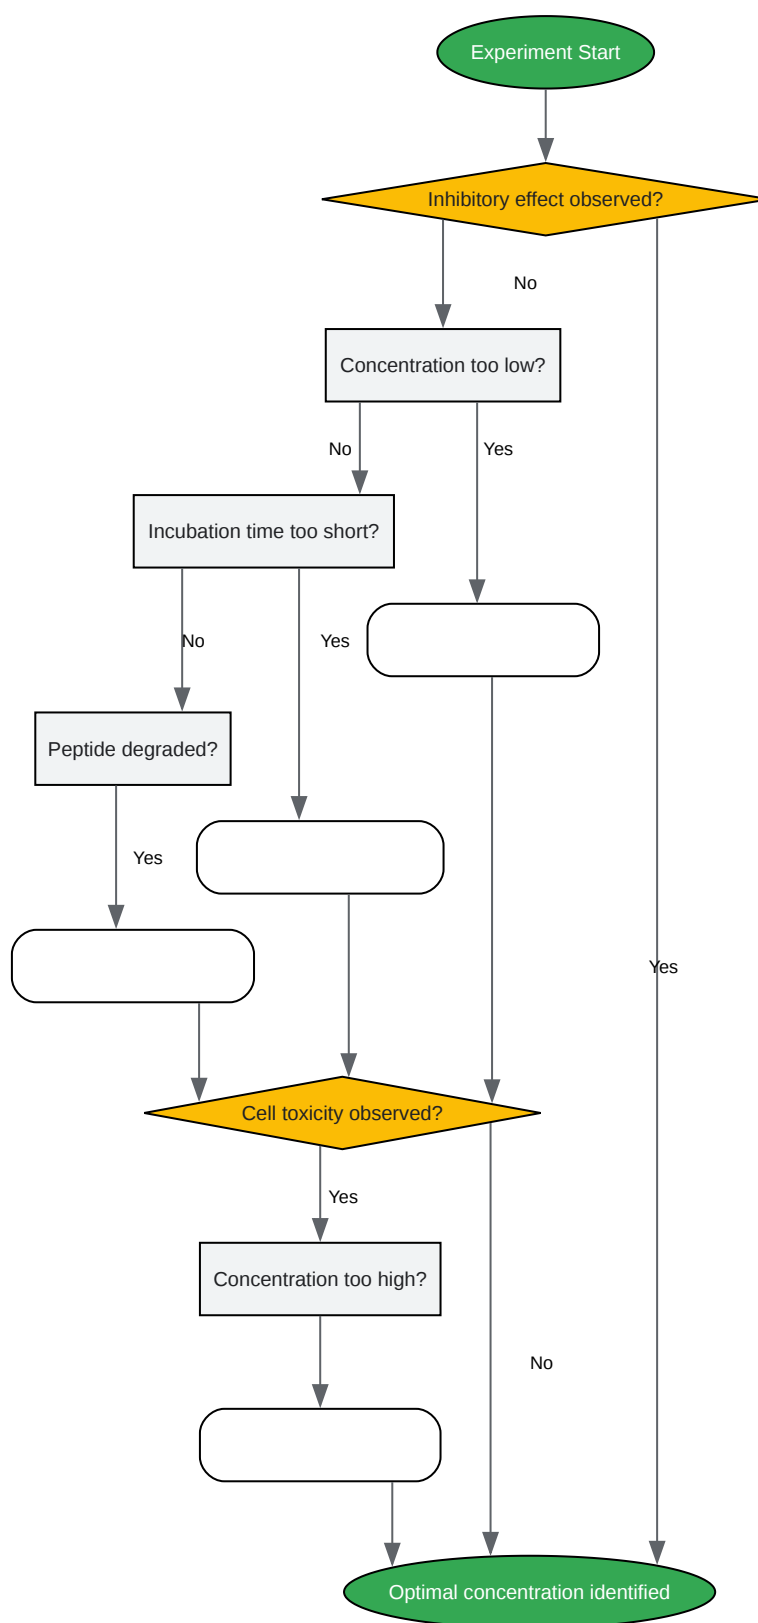 Experiment Start
Inhibitory effect observed?
No
Concentration too low?
No
Yes
Incubation time too short?
No
Yes
Peptide degraded?
Yes
Yes
Cell toxicity observed?
Yes
Concentration too high?
No
Optimal concentration identified